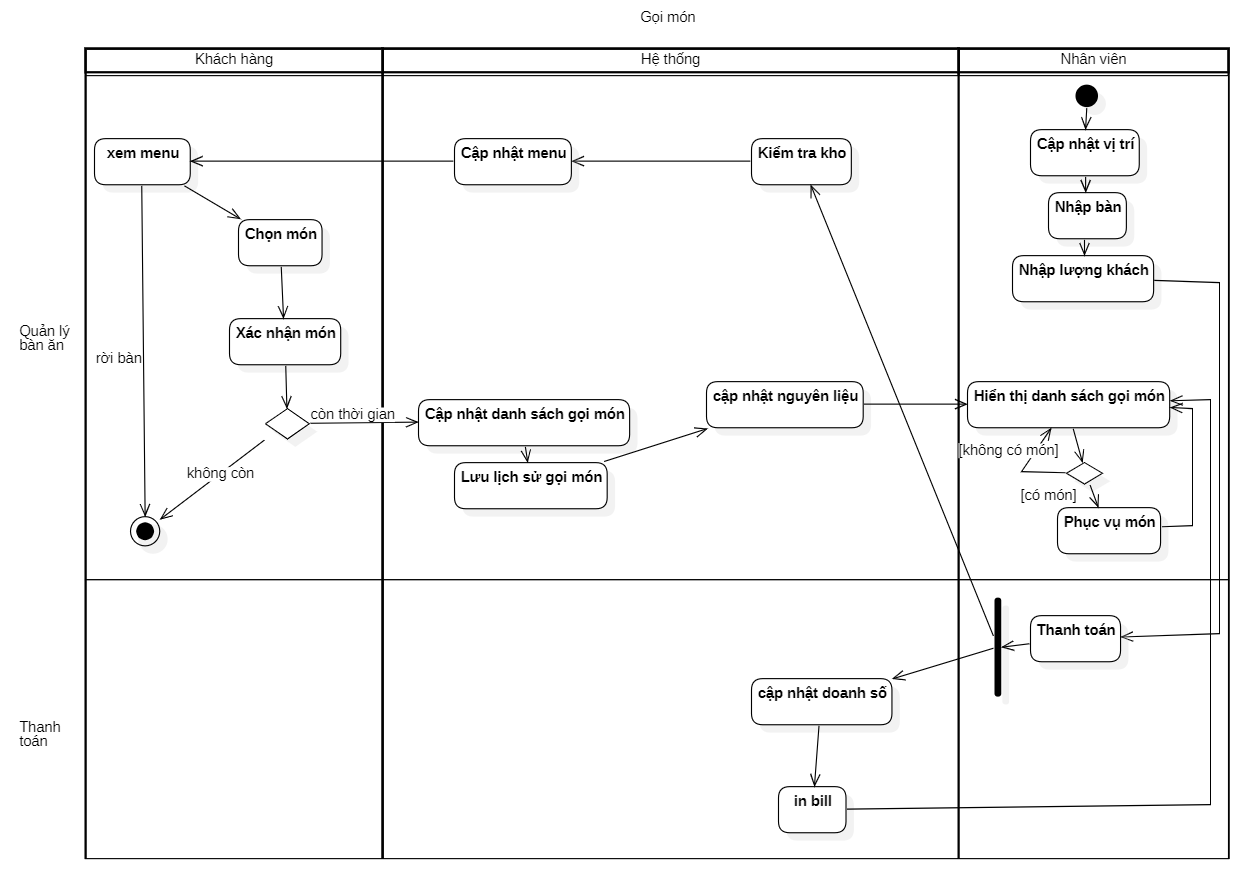 Gọi món
Khách hàng
Hệ thống
Nhân viên
Quản lý
bàn ăn
Thanh
toán
xem menu
Cập nhật menu
Kiểm tra kho
Cập nhật vị trí
Nhập bàn
Nhập lượng khách
Chọn món
Xác nhận món
rời bàn
còn thời gian
không còn
Cập nhật danh sách gọi món
Lưu lịch sử gọi món
cập nhật nguyên liệu
Hiển thị danh sách gọi món
[không có món]
[có món]
Phục vụ món
Thanh toán
cập nhật doanh số
in bill